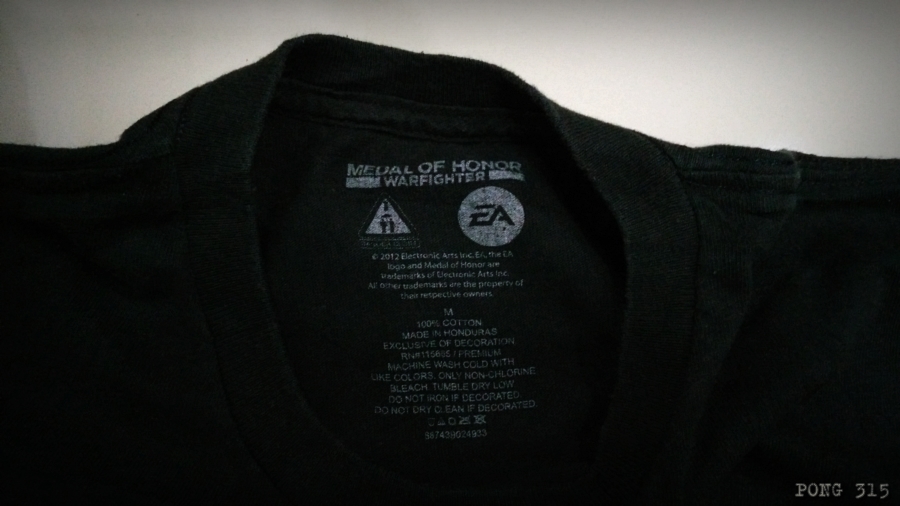 MEDAL OF HONOR
WARFIGHTER
EA
© 2012 Electronic Arts Inc. EA, the EA
logo and Medal of Honor are
trademarks of Electronic Arts Inc.
All other trademarks are the property of
their respective owners.
M
100% COTTON
MADE IN HONDURAS
EXCLUSIVE OF DECORATION
/ PREMIUM
MACHINE WASH COLD WITH
LIKE COLORS. ONLY NON-CHLORINE
BLEACH. TUMBLE DRY LOW.
DO NOT IRON IF DECORATED.
DO NOT DRY CLEAN IF DECORATED.
887439024933
PONG 315